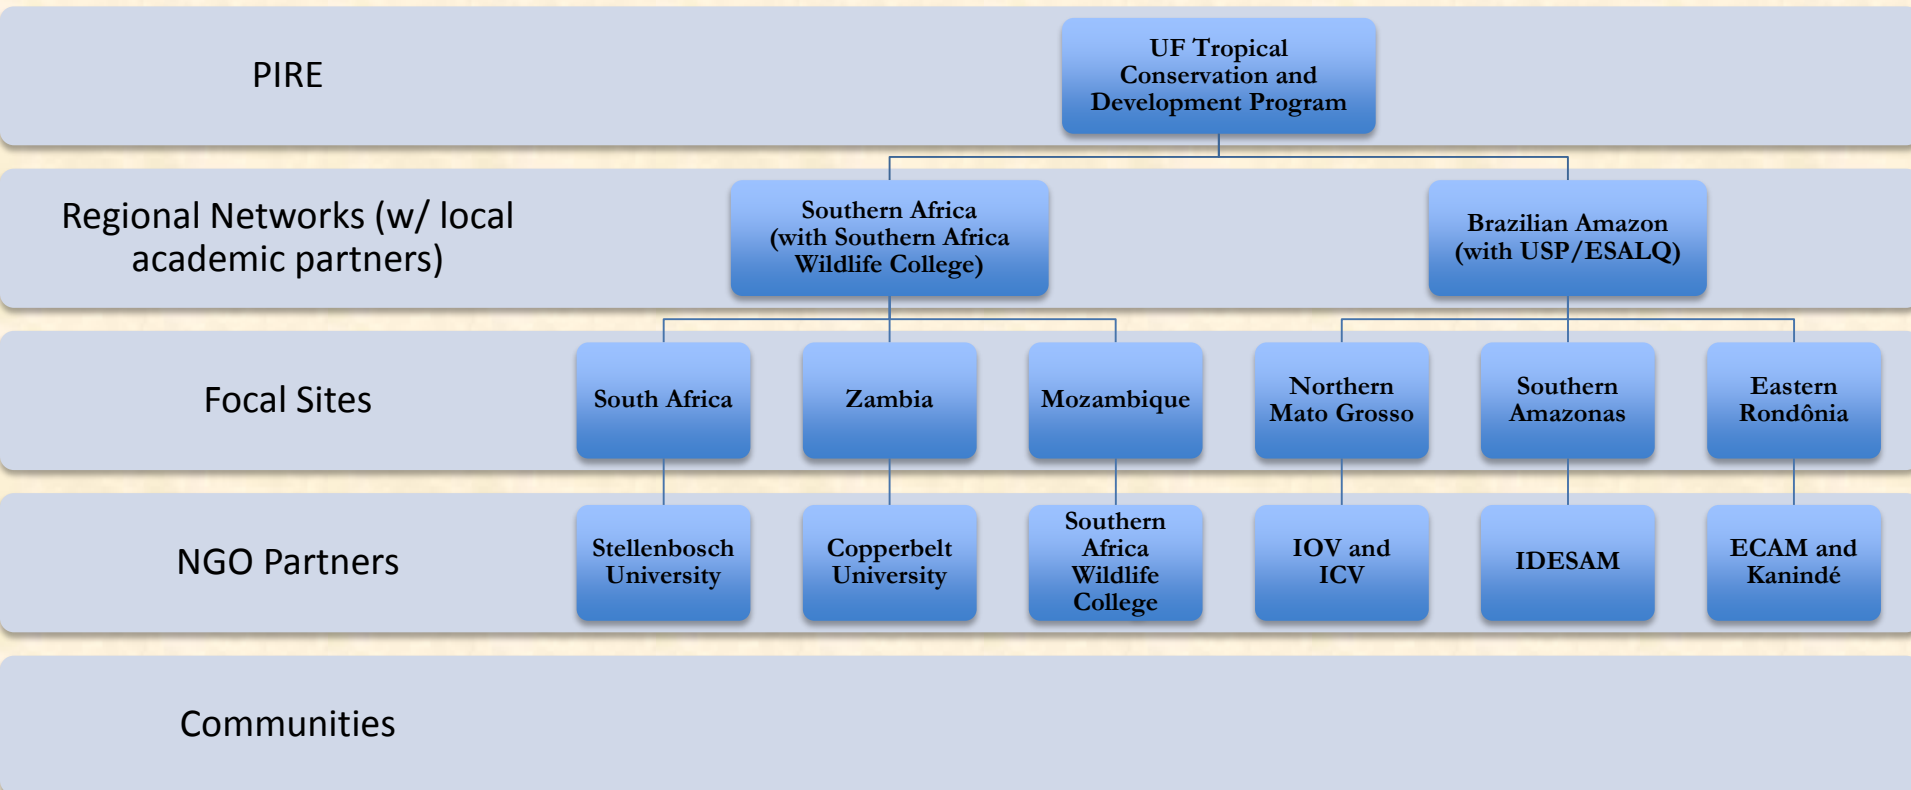 PIRE
UF Tropical
Conservation and
Development Program
Regional Networks (w/ local
academic partners)
Southern Africa
(with Southern Africa
Wildlife College)
Brazilian Amazon
(with USP/ESALQ)
Focal Sites
South Africa
Zambia
Mozambique
Northern
Mato Grosso
Southern
Amazonas
Eastern
Rondônia
NGO Partners
Stellenbosch
University
Copperbelt
University
Southern
Africa
Wildlife
College
IOV and
ICV
IDESAM
ECAM and
Kanindé
Communities